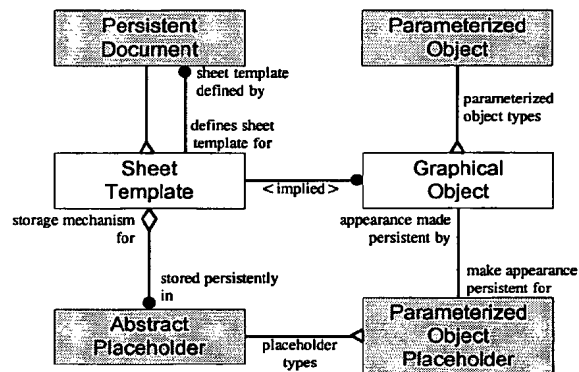 Persistent
Document
Parameterized
Object
sheet template
defined by
defines sheet
template for
parameterized
object types
Sheet
Template
< implied >
Graphical
Object
storage mechanism
for
appearance made
persistent by
stored persistently
in
make appearance
persistent for
Abstract
Placeholder
placeholder
types
Parameterized
Object
Placeholder